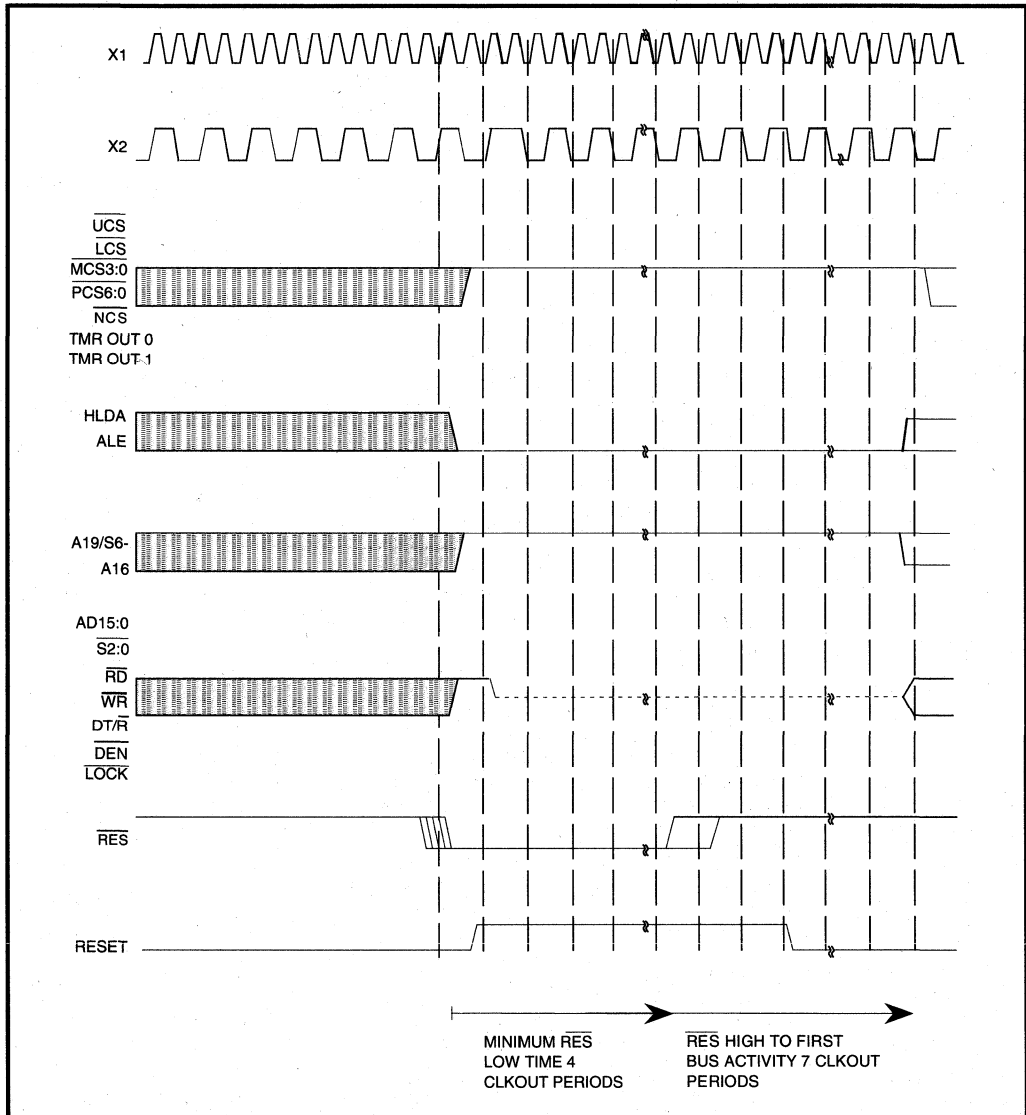 X1
X2
UCS
LCS
MCS3:0
PCS6:0
NCS
TMR OUT 0
TMR OUT 1
HLDA
ALE
A19/S6-
A16
AD15:0
S2:0
RD
WR
DT/R
DEN
LOCK
RES
RESET
MINIMUM RES
LOW TIME 4
CLKOUT PERIODS
RES HIGH TO FIRST
BUS ACTIVITY 7 CLKOUT
PERIODS